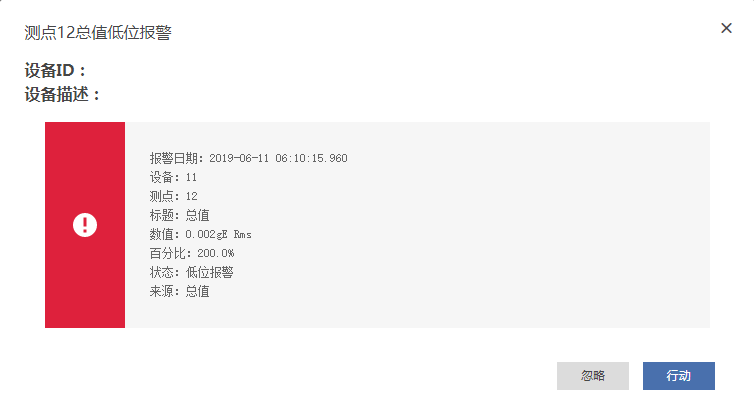 测点12总值低位报警
设备ID：
设备描述：
报警日期：2019-06-11 06:10:15.960
设备：11
测点：12
标题：总值
数值：0.002gE Rms
百分比：200.0%
状态：低位报警
来源：总值
忽略
行动